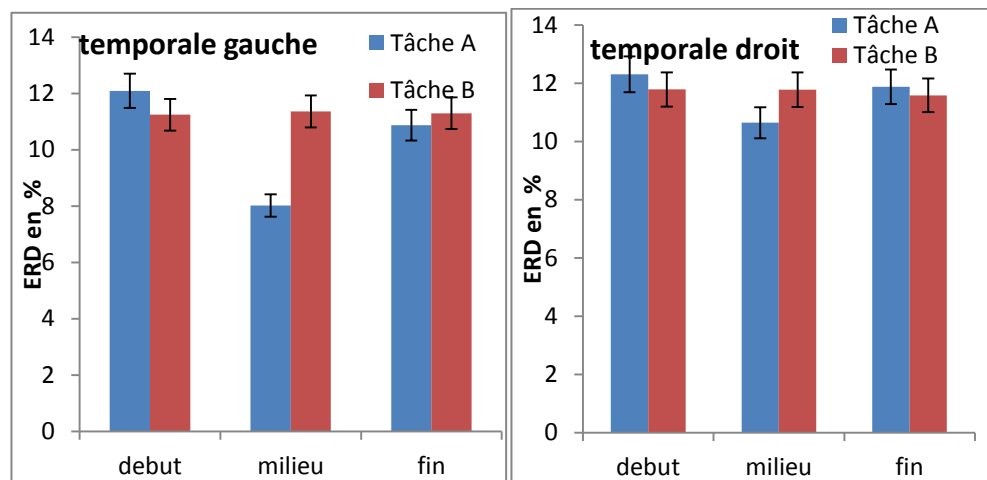 temporale gauche
Tâche A
Tâche B
ERD en %
14
12
10
8
6
4
2
0
debut milieu fin
temporale droit
Tâche A
Tâche B
ERD en %
14
12
10
8
6
4
2
0
debut milieu fin